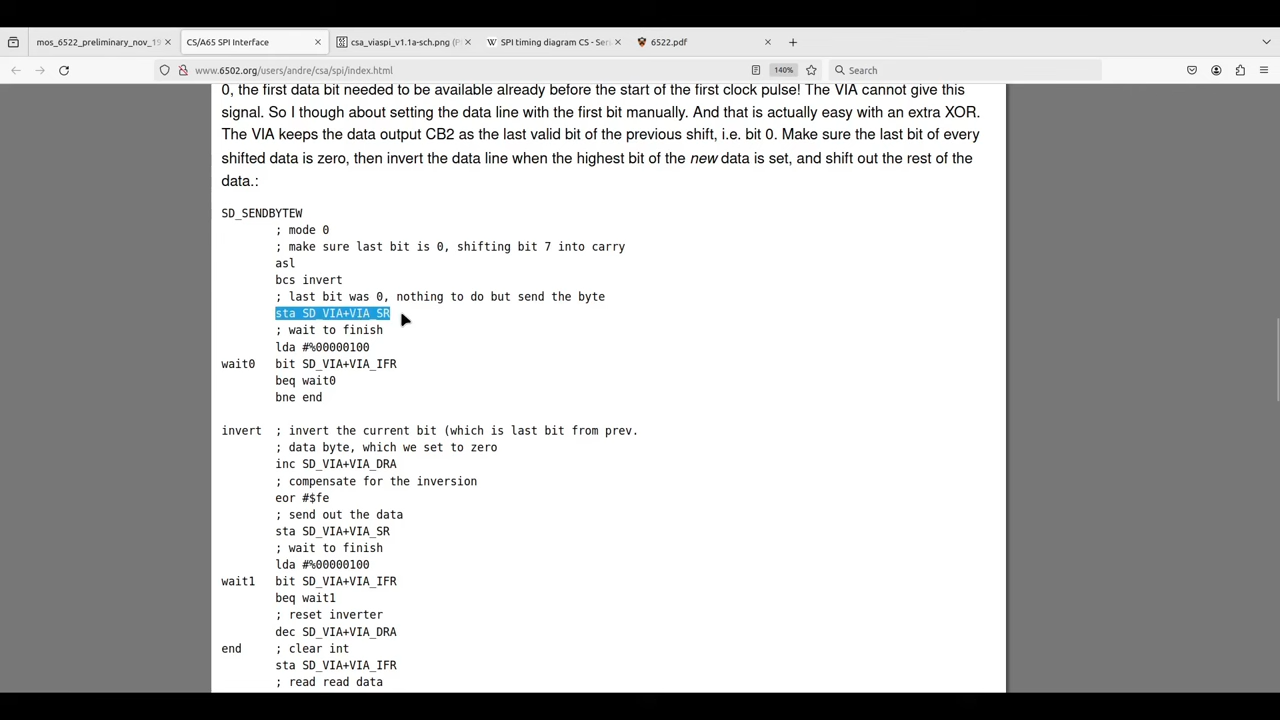 mos_6522_preliminary_nov_19
CS/A65 SPI Interface
csa_viaspi_v1.1a-sch.png (P
SPI timing diagram CS - Ser
6522.pdf
www.6502.org/users/andre/csa/spi/index.html
140%
Search
0, the first data bit needed to be available already before the start of the first clock pulse! The VIA cannot give this
signal. So I though about setting the data line with the first bit manually. And that is actually easy with an extra XOR.
The VIA keeps the data output CB2 as the last valid bit of the previous shift, i.e. bit 0. Make sure the last bit of every
shifted data is zero, then invert the data line when the highest bit of the new data is set, and shift out the rest of the
data.:
SD_SENDBYTEW
; mode 0
; make sure last bit is 0, shifting bit 7 into carry
asl
bcs invert
; last bit was 0, nothing to do but send the byte
sta SD_VIA+VIA_SR
; wait to finish
lda #%00000100
wait0 bit SD_VIA+VIA_IFR
beq wait0
bne end
invert ; invert the current bit (which is last bit from prev.
; data byte, which we set to zero
inc SD_VIA+VIA_DRA
; compensate for the inversion
eor #$fe
; send out the data
sta SD_VIA+VIA_SR
; wait to finish
lda #%00000100
wait1 bit SD_VIA+VIA_IFR
beq wait1
; reset inverter
dec SD_VIA+VIA_DRA
end ; clear int
sta SD_VIA+VIA_IFR
; read read data